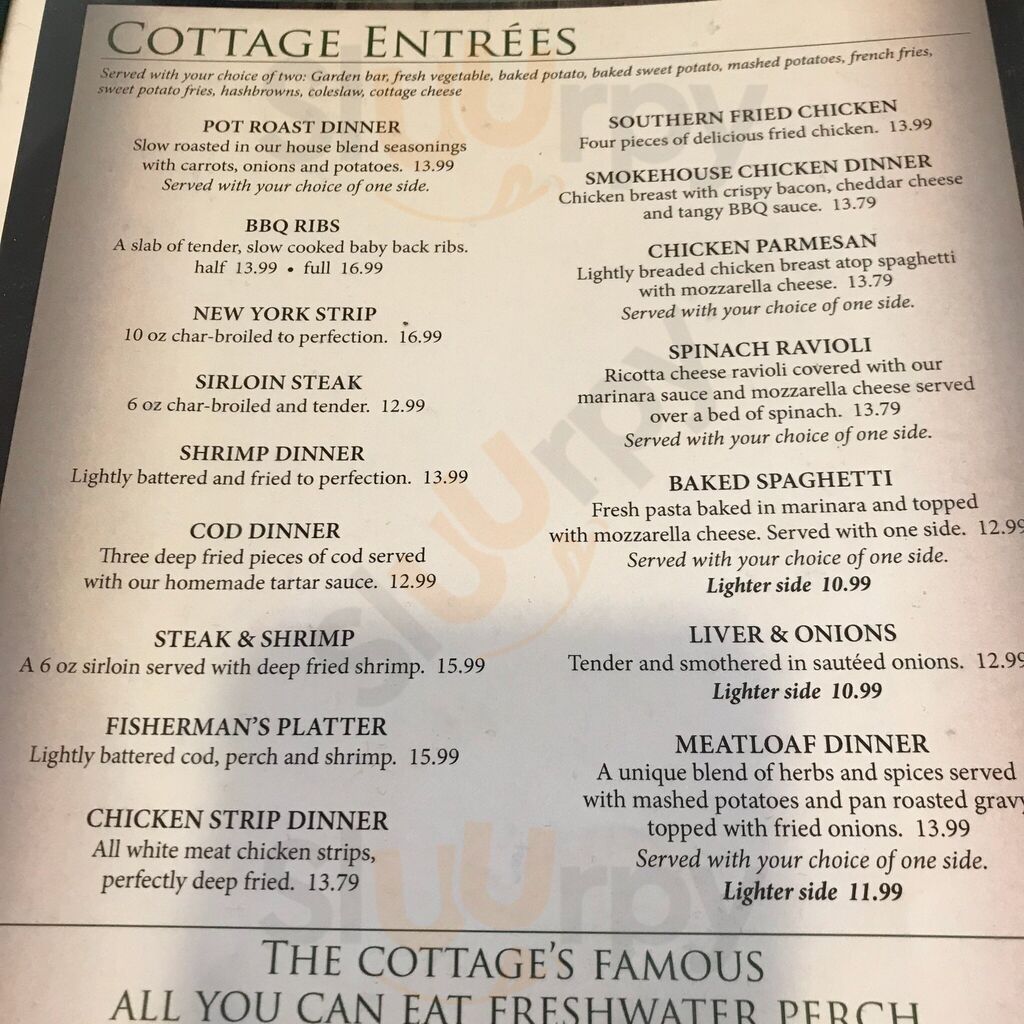 COTTAGE ENTRÉES
Served with your choice of two: Garden bar, fresh vegetable, baked potato, baked sweet potato, mashed potatoes, french fries,
sweet potato fries, hashbrowns, coleslaw, cottage cheese
POT ROAST DINNER
Slow roasted in our house blend seasonings
with carrots, onions and potatoes. 13.99
Served with your choice of one side.
BBQ RIBS
A slab of tender, slow cooked baby back ribs.
half 13.99 • full 16.99
NEW YORK STRIP
10 oz char-broiled to perfection. 16.99
SIRLOIN STEAK
6 oz char-broiled and tender. 12.99
SHRIMP DINNER
Lightly battered and fried to perfection. 13.99
COD DINNER
Three deep fried pieces of cod served
with our homemade tartar sauce. 12.99
STEAK & SHRIMP
A 6 oz sirloin served with deep fried shrimp. 15.99
FISHERMAN'S PLATTER
Lightly battered cod, perch and shrimp. 15.99
CHICKEN STRIP DINNER
All white meat chicken strips,
perfectly deep fried. 13.79
SOUTHERN FRIED CHICKEN
Four pieces of delicious fried chicken. 13.99
SMOKEHOUSE CHICKEN DINNER
Chicken breast with crispy bacon, cheddar cheese
and tangy BBQ sauce. 13.79
CHICKEN PARMESAN
Lightly breaded chicken breast atop spaghetti
with mozzarella cheese. 13.79
Served with your choice of one side.
SPINACH RAVIOLI
Ricotta cheese ravioli covered with our
marinara sauce and mozzarella cheese served
over a bed of spinach. 13.79
Served with your choice of one side.
BAKED SPAGHETTI
Fresh pasta baked in marinara and topped
with mozzarella cheese. Served with one side. 12.99
Served with your choice of one side.
Lighter side 10.99
LIVER & ONIONS
Tender and smothered in sautéed onions. 12.99
Lighter side 10.99
MEATLOAF DINNER
A unique blend of herbs and spices served
with mashed potatoes and pan roasted gravy
topped with fried onions. 13.99
Served with your choice of one side.
Lighter side 11.99
THE COTTAGE'S FAMOUS
ALL YOU CAN EAT FRESHWATER PERCH
sluurpy
sluurpy
sluurpy